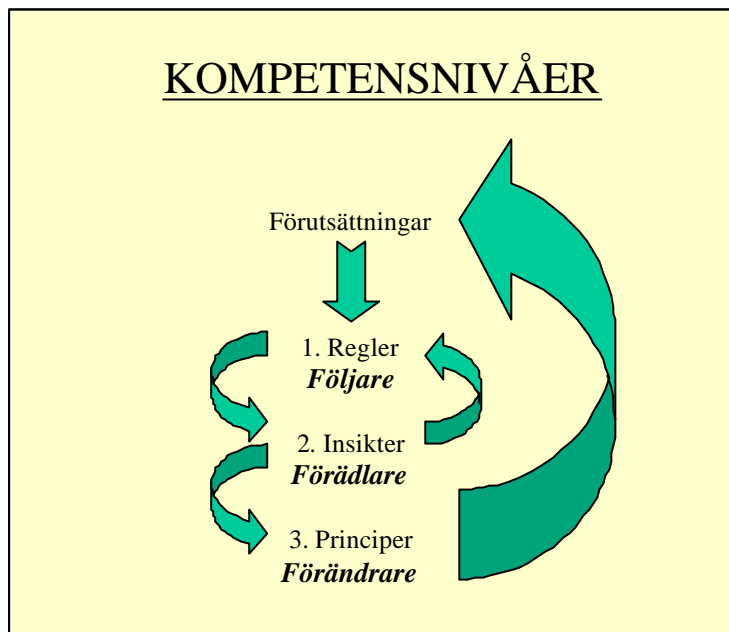 KOMPETENSNIVÅER
Förutsättningar
1. Regler
Följare
2. Insikter
Förädlare
3. Principer
Förändrare